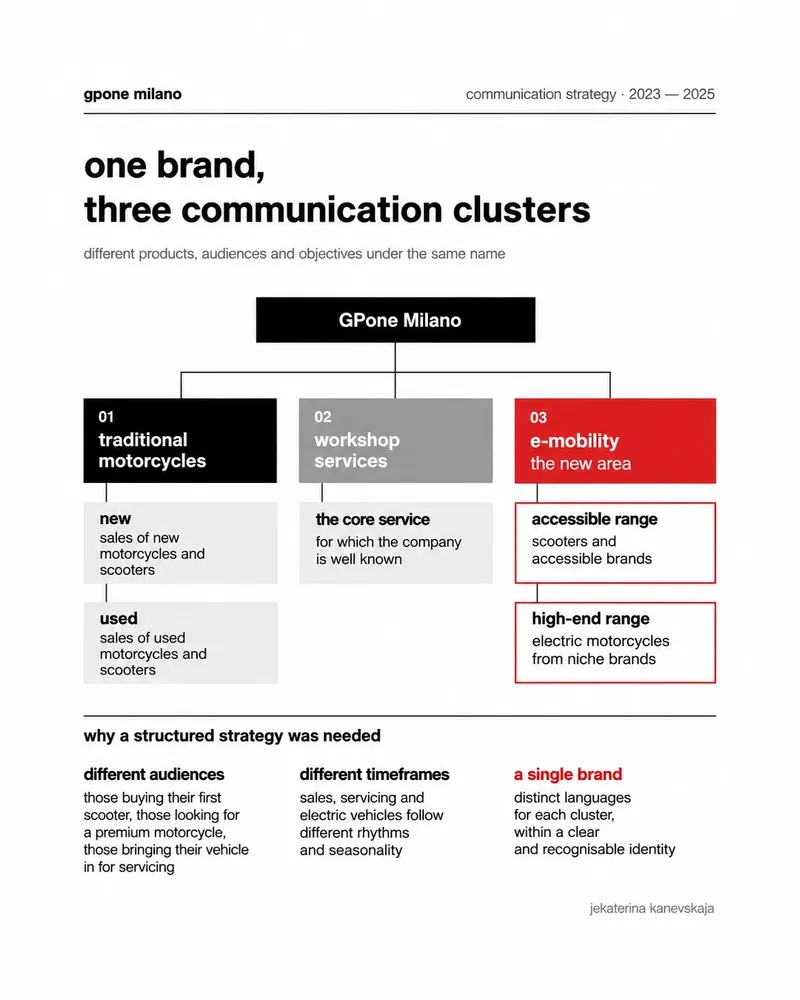 gpone milano
communication strategy · 2023 — 2025
one brand,
three communication clusters
different products, audiences and objectives under the same name
GPone Milano
01
traditional
motorcycles
02
workshop
services
03
e-mobility
the new area
new
sales of new
motorcycles and
scooters
the core service
for which the company
is well known
accessible range
scooters and
accessible brands
used
sales of used
motorcycles and
scooters
high-end range
electric motorcycles
from niche brands
why a structured strategy was needed
different audiences
those buying their first
scooter, those looking for
a premium motorcycle,
those bringing their vehicle
in for servicing
different timeframes
sales, servicing and
electric vehicles follow
different rhythms
and seasonality
a single brand
distinct languages
for each cluster,
within a clear
and recognisable identity
jekaterina kanevskaja